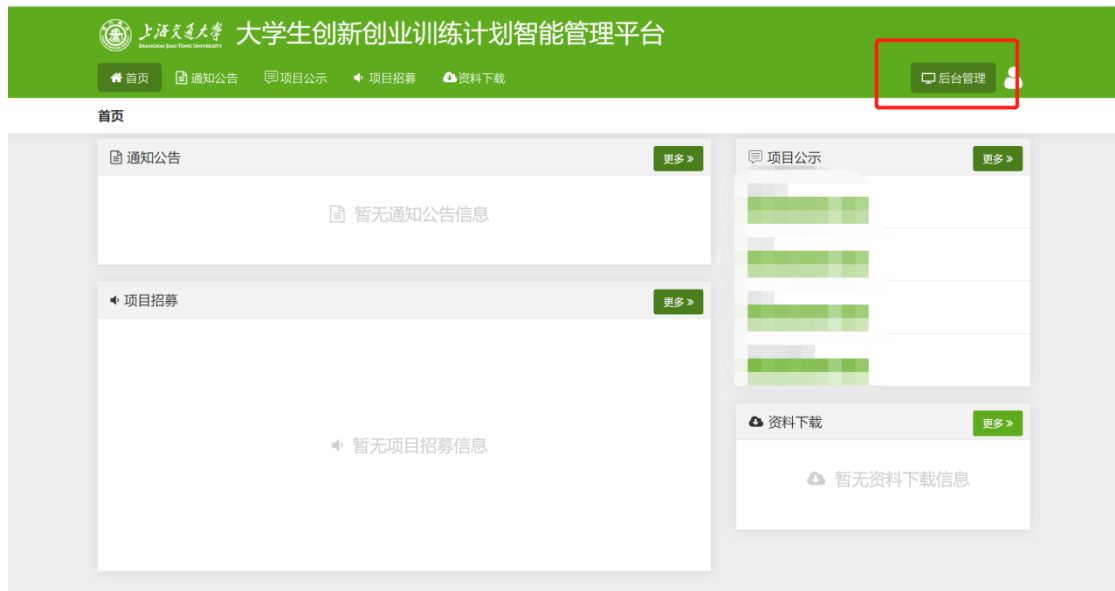 上海交通大学 大学生创新创业训练计划智能管理平台
SHANGHAI JIAO TONG UNIVERSITY
首页 通知公告 项目公示 项目招募 资料下载 后台管理
首页
通知公告 更多
暂无通知公告信息
项目招募 更多
暂无项目招募信息
项目公示 更多
资料下载 更多
暂无资料下载信息